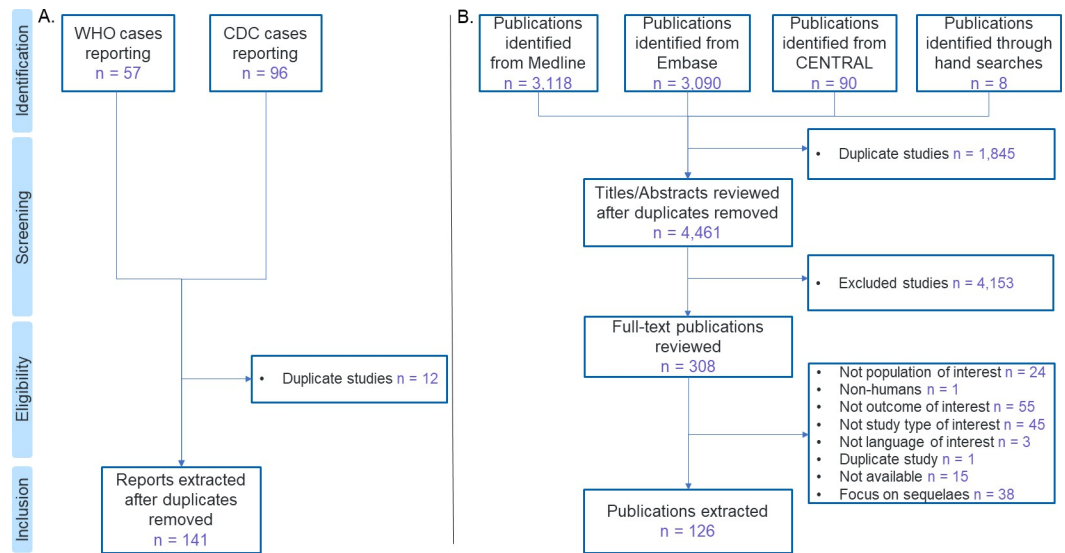 A.
Identification
WHO cases
reporting
n = 57
CDC cases
reporting
n = 96
Screening
Eligibility
• Duplicate studies n = 12
Inclusion
Reports extracted
after duplicates
removed
n = 141
B.
Publications
identified
from Medline
n = 3,118
Publications
identified from
Embase
n = 3,090
Publications
identified from
CENTRAL
n = 90
Publications
identified through
hand searches
n = 8
• Duplicate studies n = 1,845
Titles/Abstracts reviewed
after duplicates removed
n = 4,461
• Excluded studies n = 4,153
Full-text publications
reviewed
n = 308
• Not population of interest n = 24
• Non-humans n = 1
• Not outcome of interest n = 55
• Not study type of interest n = 45
• Not language of interest n = 3
• Duplicate study n = 1
• Not available n = 15
• Focus on sequelaes n = 38
Publications extracted
n = 126